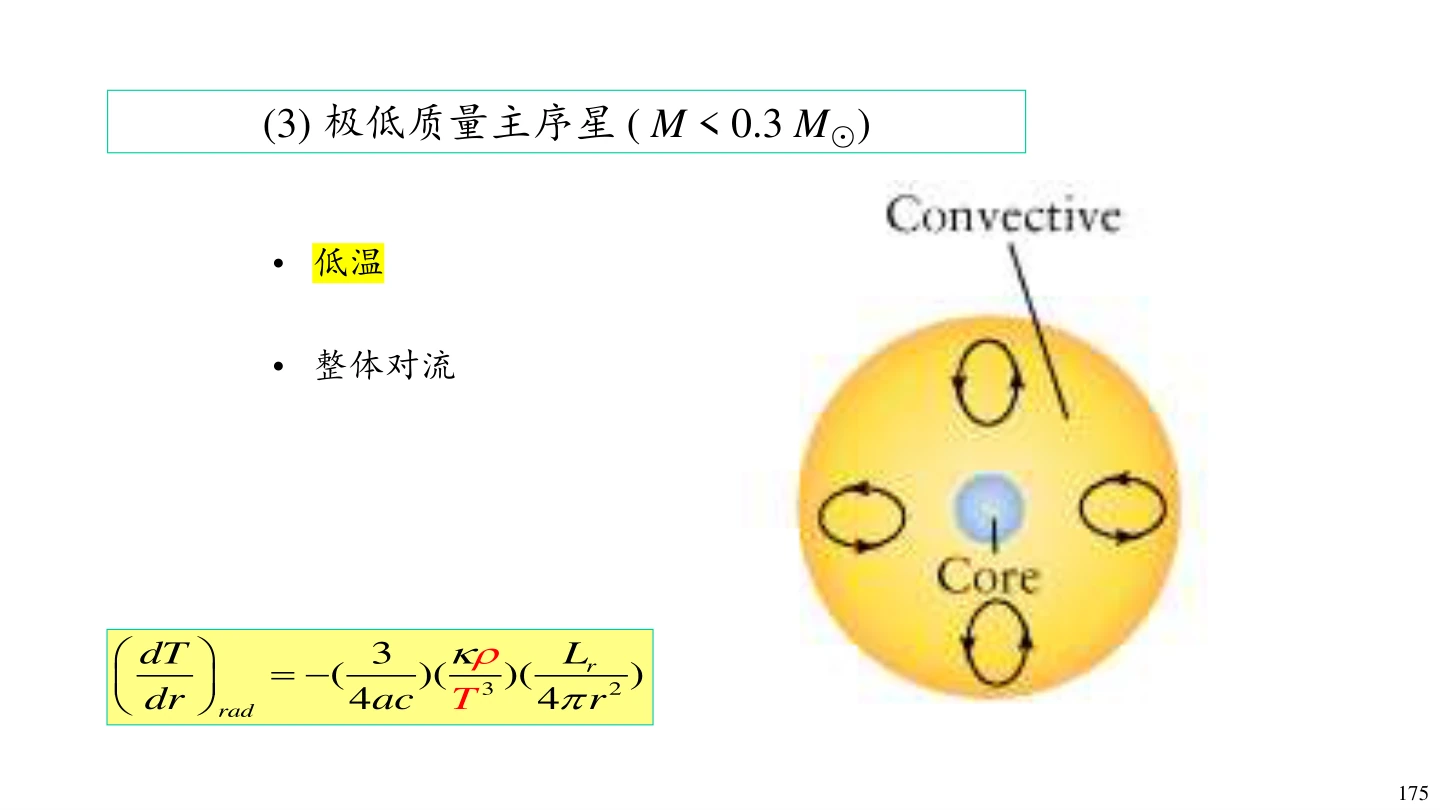 (3) 极低质量主序星 ( M < 0.3 M⊙)
• 低温
• 整体对流
Convective
Core
(dT/dr)rad = −(3/4ac)(κρ/T³)(Lr/4πr²)
175